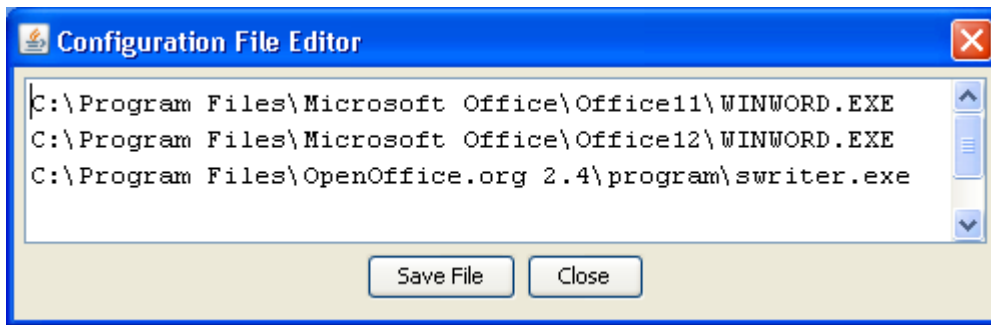 Configuration File Editor
C:\Program Files\Microsoft Office\Office11\WINWORD.EXE
C:\Program Files\Microsoft Office\Office12\WINWORD.EXE
C:\Program Files\OpenOffice.org 2.4\program\swriter.exe
Save File Close